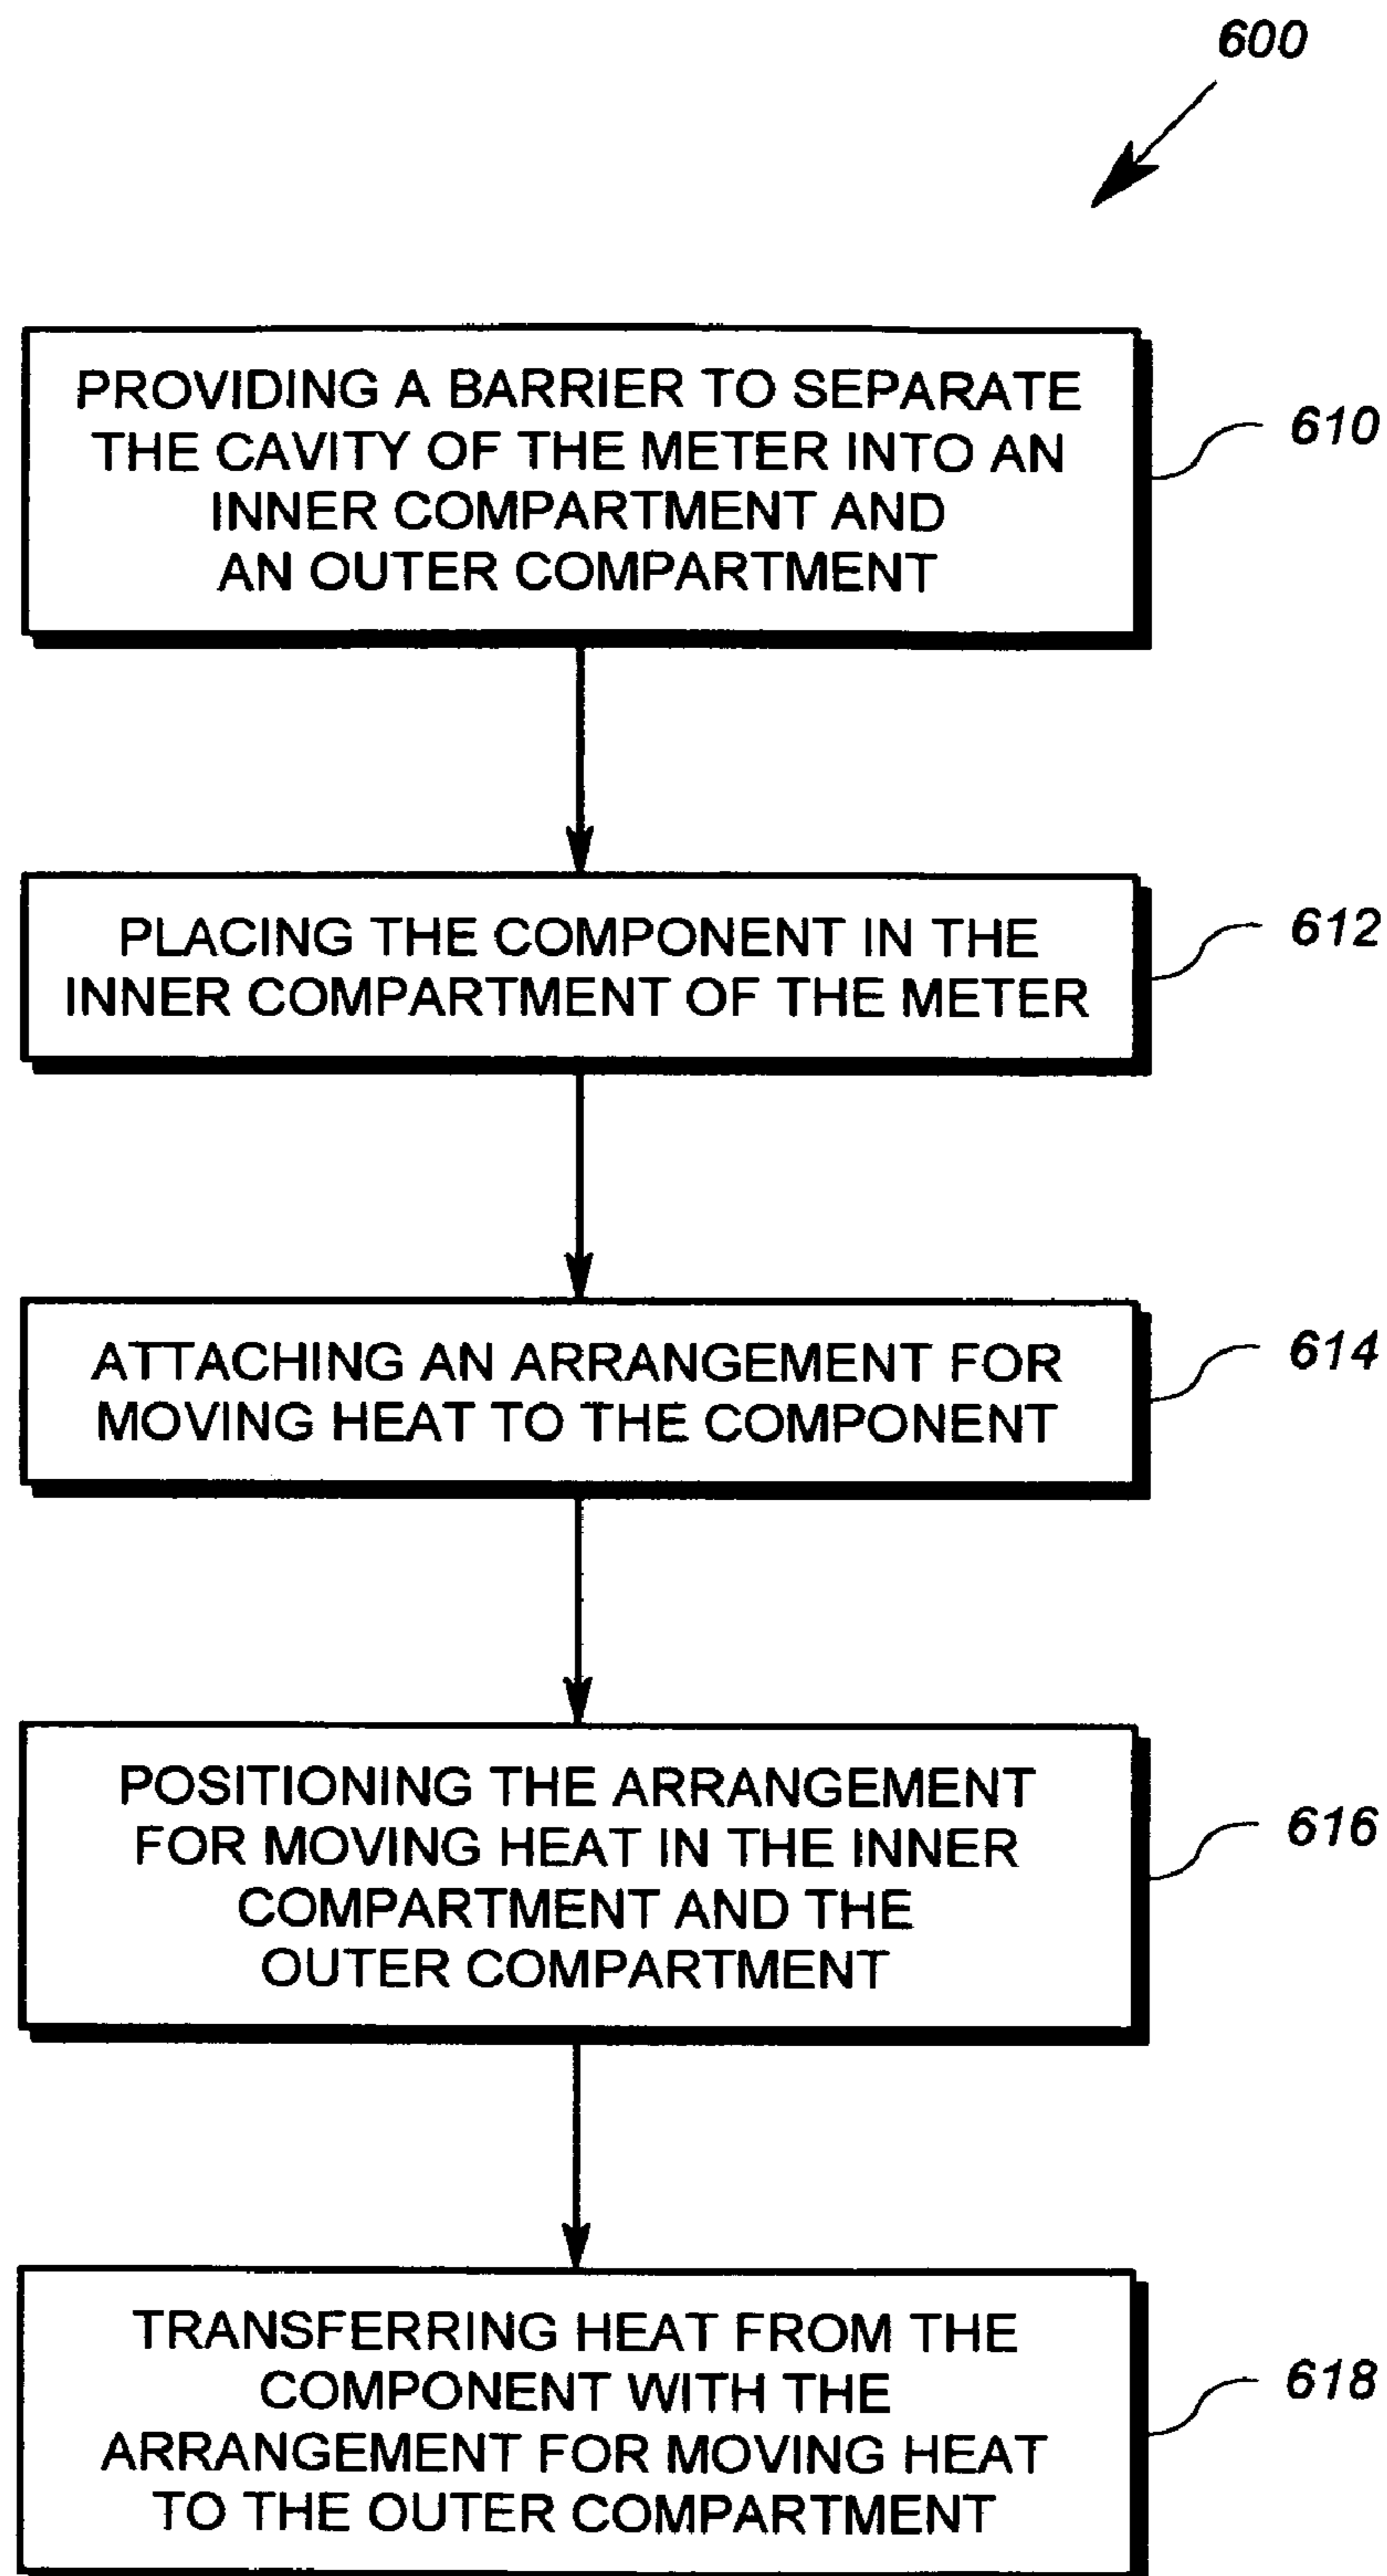 600
PROVIDING A BARRIER TO SEPARATE
THE CAVITY OF THE METER INTO AN
INNER COMPARTMENT AND
AN OUTER COMPARTMENT
610
PLACING THE COMPONENT IN THE
INNER COMPARTMENT OF THE METER
612
ATTACHING AN ARRANGEMENT FOR
MOVING HEAT TO THE COMPONENT
614
POSITIONING THE ARRANGEMENT
FOR MOVING HEAT IN THE INNER
COMPARTMENT AND THE
OUTER COMPARTMENT
616
TRANSFERRING HEAT FROM THE
COMPONENT WITH THE
ARRANGEMENT FOR MOVING HEAT
TO THE OUTER COMPARTMENT
618